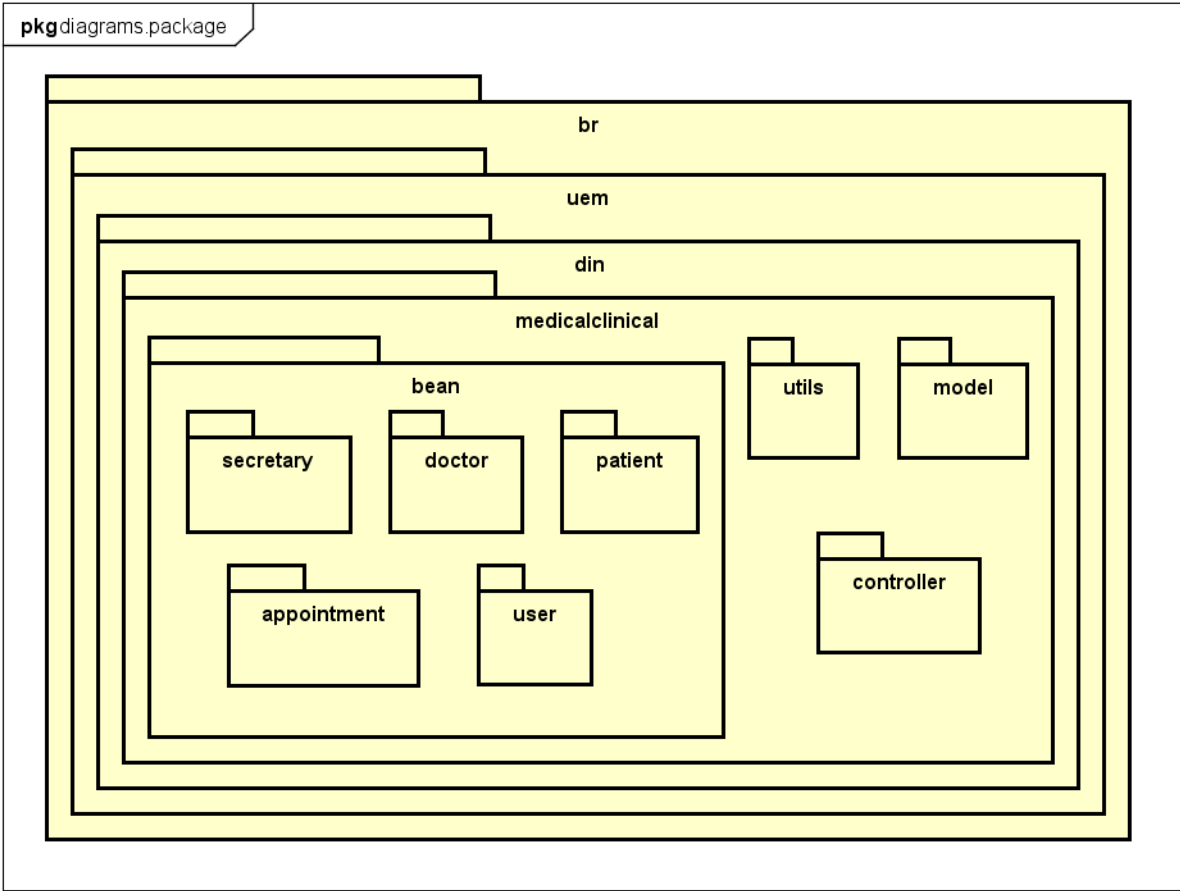 pkg diagrams.package
br
uem
din
medicalclinical
bean
utils
model
secretary
doctor
patient
controller
appointment
user